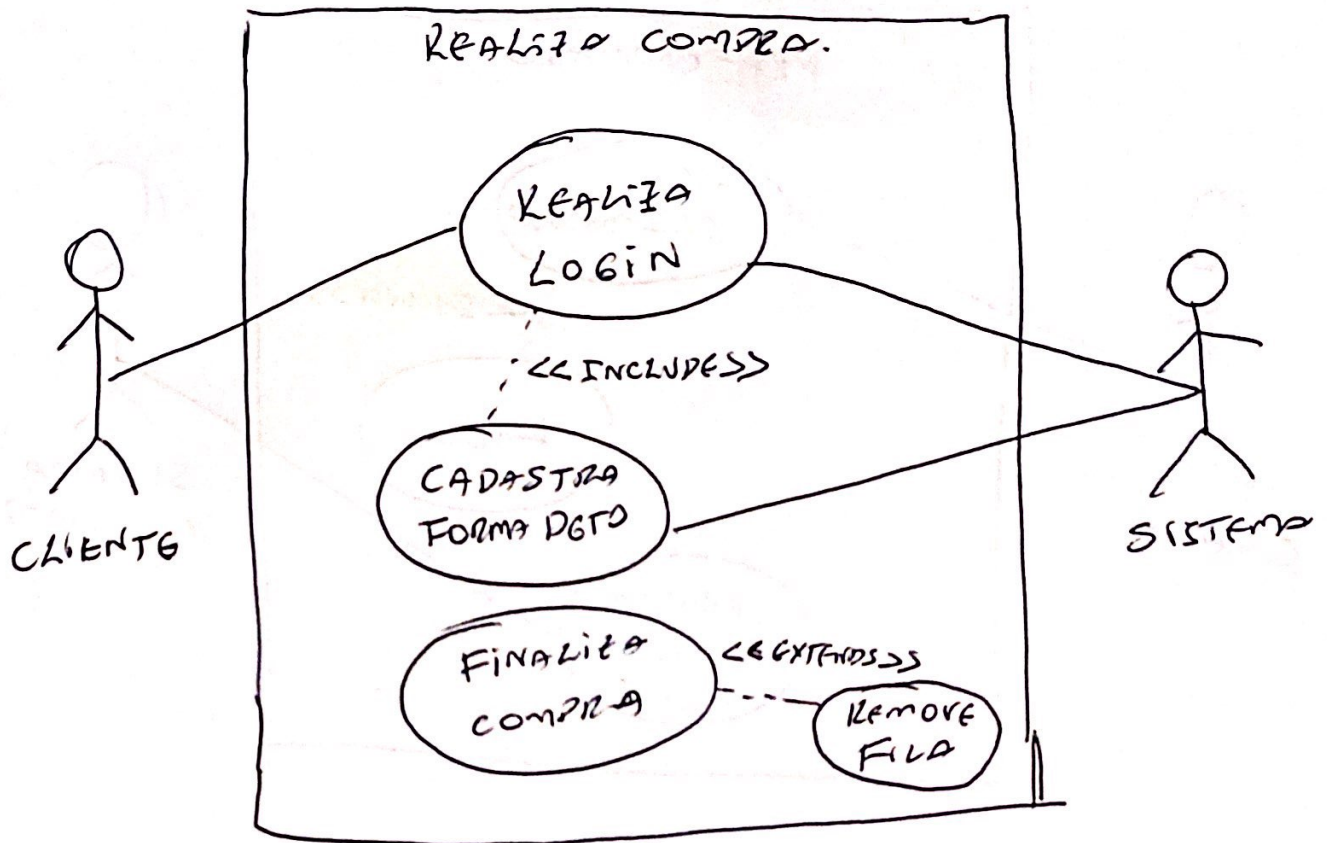 REALIZA COMPRA.
REALIZA
LOGIN
<<INCLUDES>>
CADASTRA
FORMA PGTO
CLIENTE
SISTEMA
FINALIZA
COMPRA
<<EXTENDS>>
REMOVE
FILA